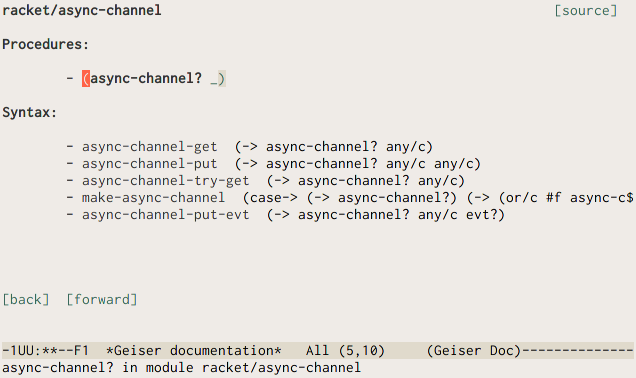 racket/async-channel [source]
Procedures:
- (async-channel? _)
Syntax:
- async-channel-get (-> async-channel? any/c)
- async-channel-put (-> async-channel? any/c any/c)
- async-channel-try-get (-> async-channel? any/c)
- make-async-channel (case-> (-> async-channel?) (-> (or/c #f async-c$
- async-channel-put-evt (-> async-channel? any/c evt?)
[back] [forward]
-1UU:**--F1 *Geiser documentation* All (5,10) (Geiser Doc)--------------
async-channel? in module racket/async-channel